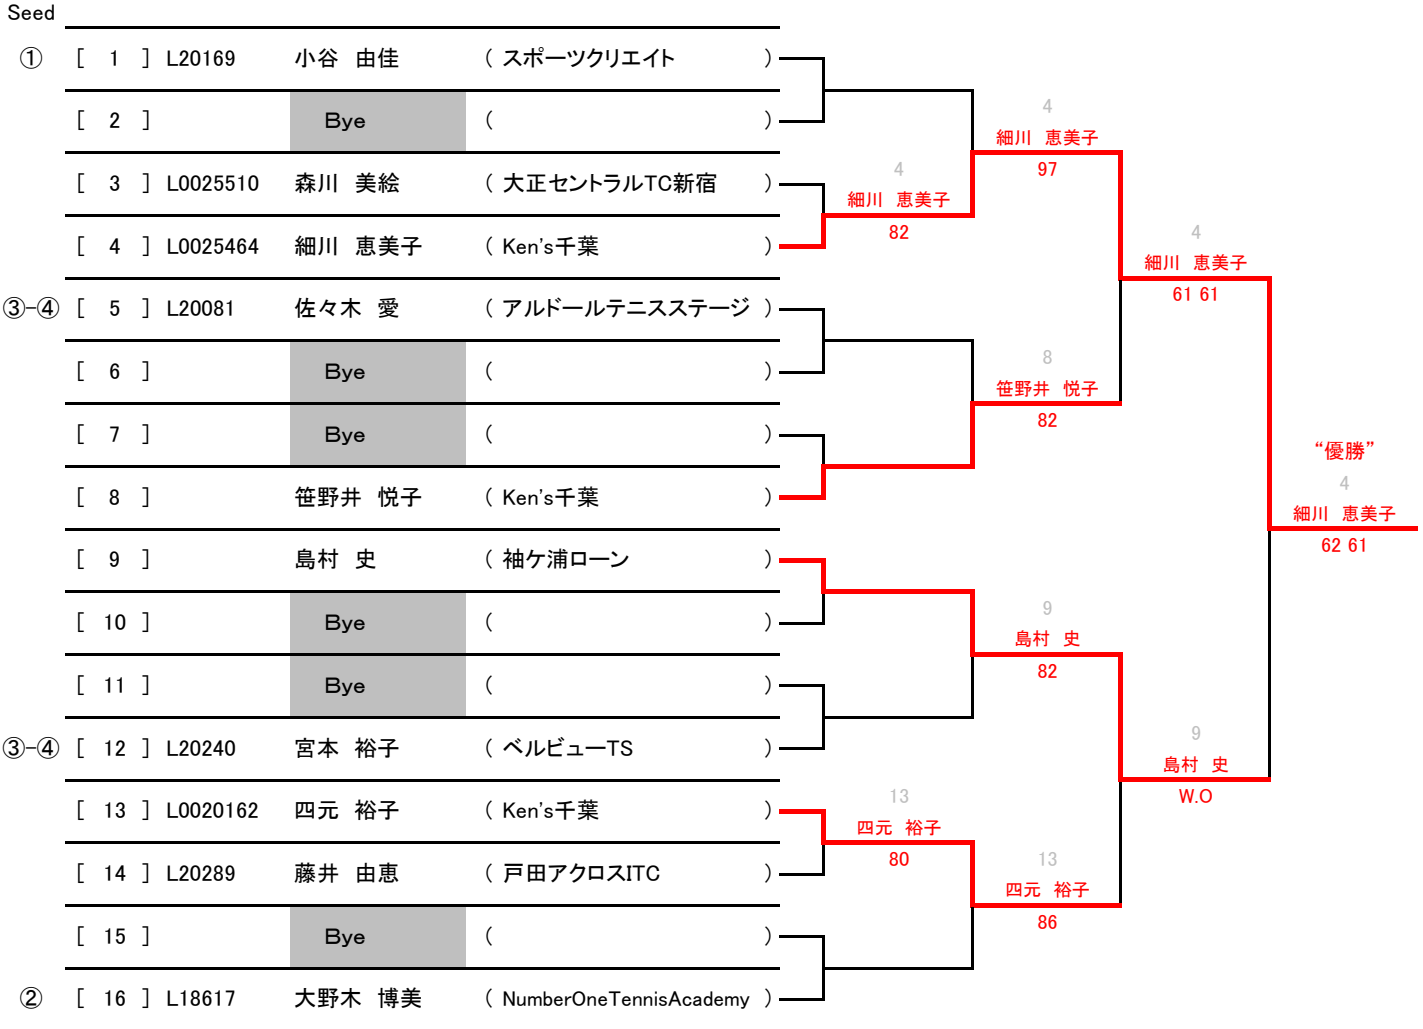 Seed
① [ 1 ] L20169 小谷 由佳 ( スポーツクリエイト )
[ 2 ] Bye ( )
[ 3 ] L0025510 森川 美絵 ( 大正セントラルTC新宿 )
[ 4 ] L0025464 細川 恵美子 ( Ken's千葉 )
③-④ [ 5 ] L20081 佐々木 愛 ( アルドールテニスステージ )
[ 6 ] Bye ( )
[ 7 ] Bye ( )
[ 8 ] 笹野井 悦子 ( Ken's千葉 )
[ 9 ] 島村 史 ( 袖ケ浦ローン )
[ 10 ] Bye ( )
[ 11 ] Bye ( )
③-④ [ 12 ] L20240 宮本 裕子 ( ベルビューTS )
[ 13 ] L0020162 四元 裕子 ( Ken's千葉 )
[ 14 ] L20289 藤井 由恵 ( 戸田アクロスITC )
[ 15 ] Bye ( )
② [ 16 ] L18617 大野木 博美 ( NumberOneTennisAcademy )
4
細川 恵美子
82
13
四元 裕子
80
4
細川 恵美子
97
8
笹野井 悦子
82
9
島村 史
82
13
四元 裕子
86
4
細川 恵美子
61 61
9
島村 史
W.O
“優勝”
4
細川 恵美子
62 61